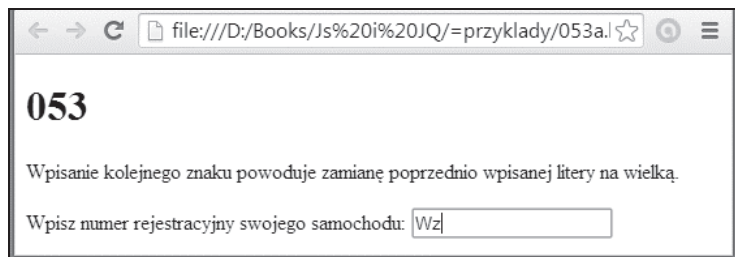 file:///D:/Books/Js%20i%20JQ/=przyklady/053a.
053
Wpisanie kolejnego znaku powoduje zamianę poprzednio wpisanej litery na wielką.
Wpisz numer rejestracyjny swojego samochodu: Wz